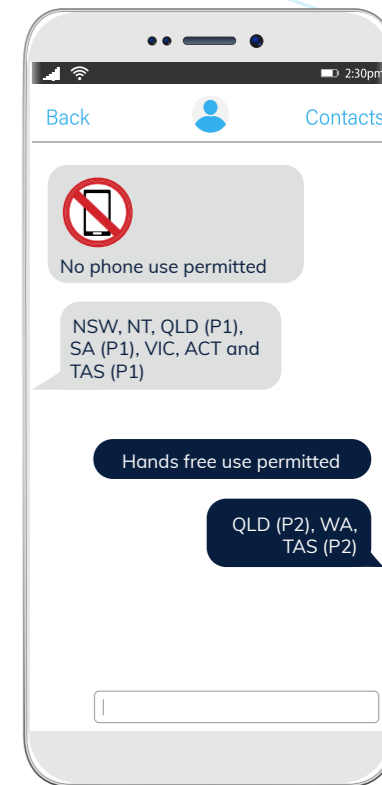 2:30pm
Back
Contacts
No phone use permitted
NSW, NT, QLD (P1),
SA (P1), VIC, ACT and
TAS (P1)
Hands free use permitted
QLD (P2), WA,
TAS (P2)